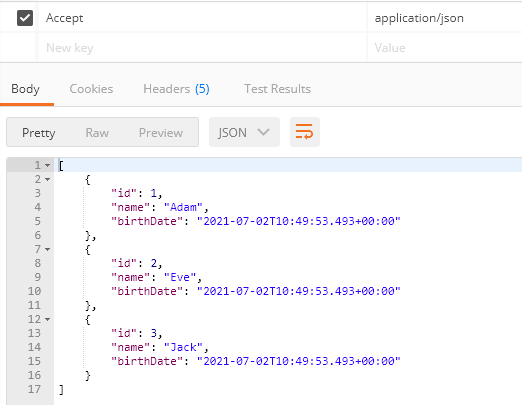 Accept application/json
New key Value
Body Cookies Headers (5) Test Results
Pretty Raw Preview JSON
1 [
2 {
3 "id": 1,
4 "name": "Adam",
5 "birthDate": "2021-07-02T10:49:53.493+00:00"
6 },
7 {
8 "id": 2,
9 "name": "Eve",
10 "birthDate": "2021-07-02T10:49:53.493+00:00"
11 },
12 {
13 "id": 3,
14 "name": "Jack",
15 "birthDate": "2021-07-02T10:49:53.493+00:00"
16 }
17 ]